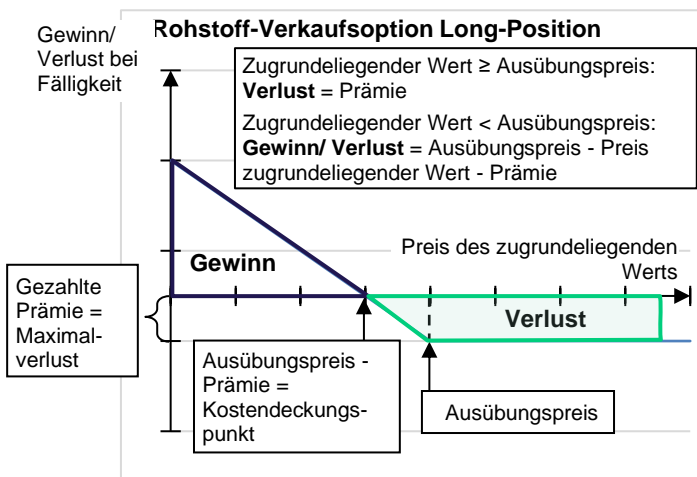 Rohstoff-Verkaufsoption Long-Position
Gewinn/
Verlust bei
Fälligkeit
Zugrundeliegender Wert ≥ Ausübungspreis:
Verlust = Prämie
Zugrundeliegender Wert < Ausübungspreis:
Gewinn/ Verlust = Ausübungspreis - Preis
zugrundeliegender Wert - Prämie
Gewinn
Preis des zugrundeliegenden
Werts
Gezahlte
Prämie =
Maximal-
verlust
Verlust
Ausübungspreis -
Prämie =
Kostendeckungs-
punkt
Ausübungspreis